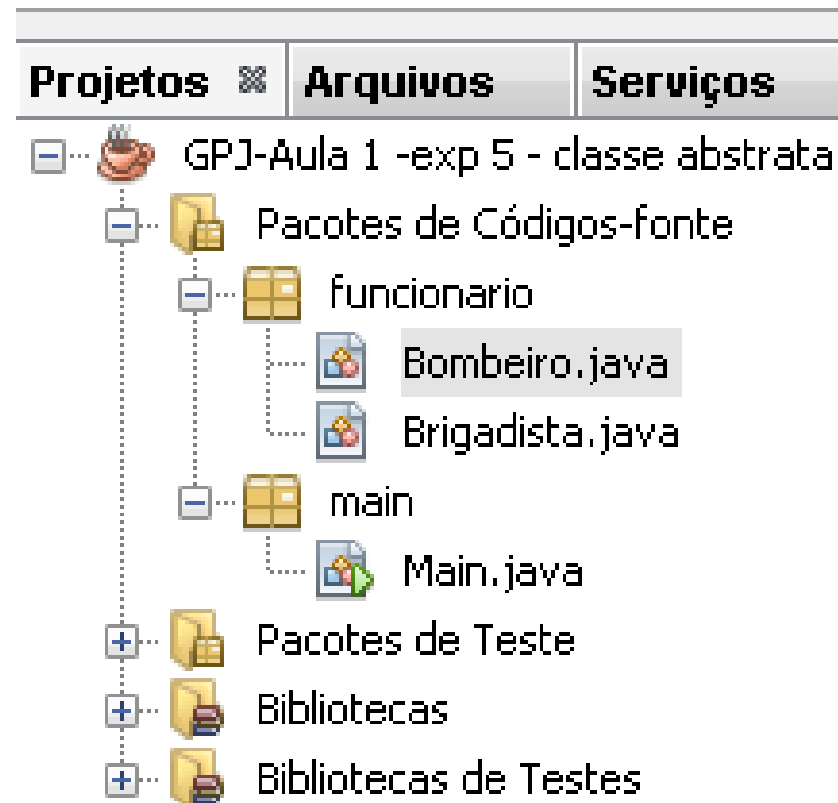 Projetos Arquivos Serviços
GPJ-Aula 1 -exp 5 - classe abstrata
Pacotes de Códigos-fonte
funcionario
Bombeiro.java
Brigadista.java
main
Main.java
Pacotes de Teste
Bibliotecas
Bibliotecas de Testes